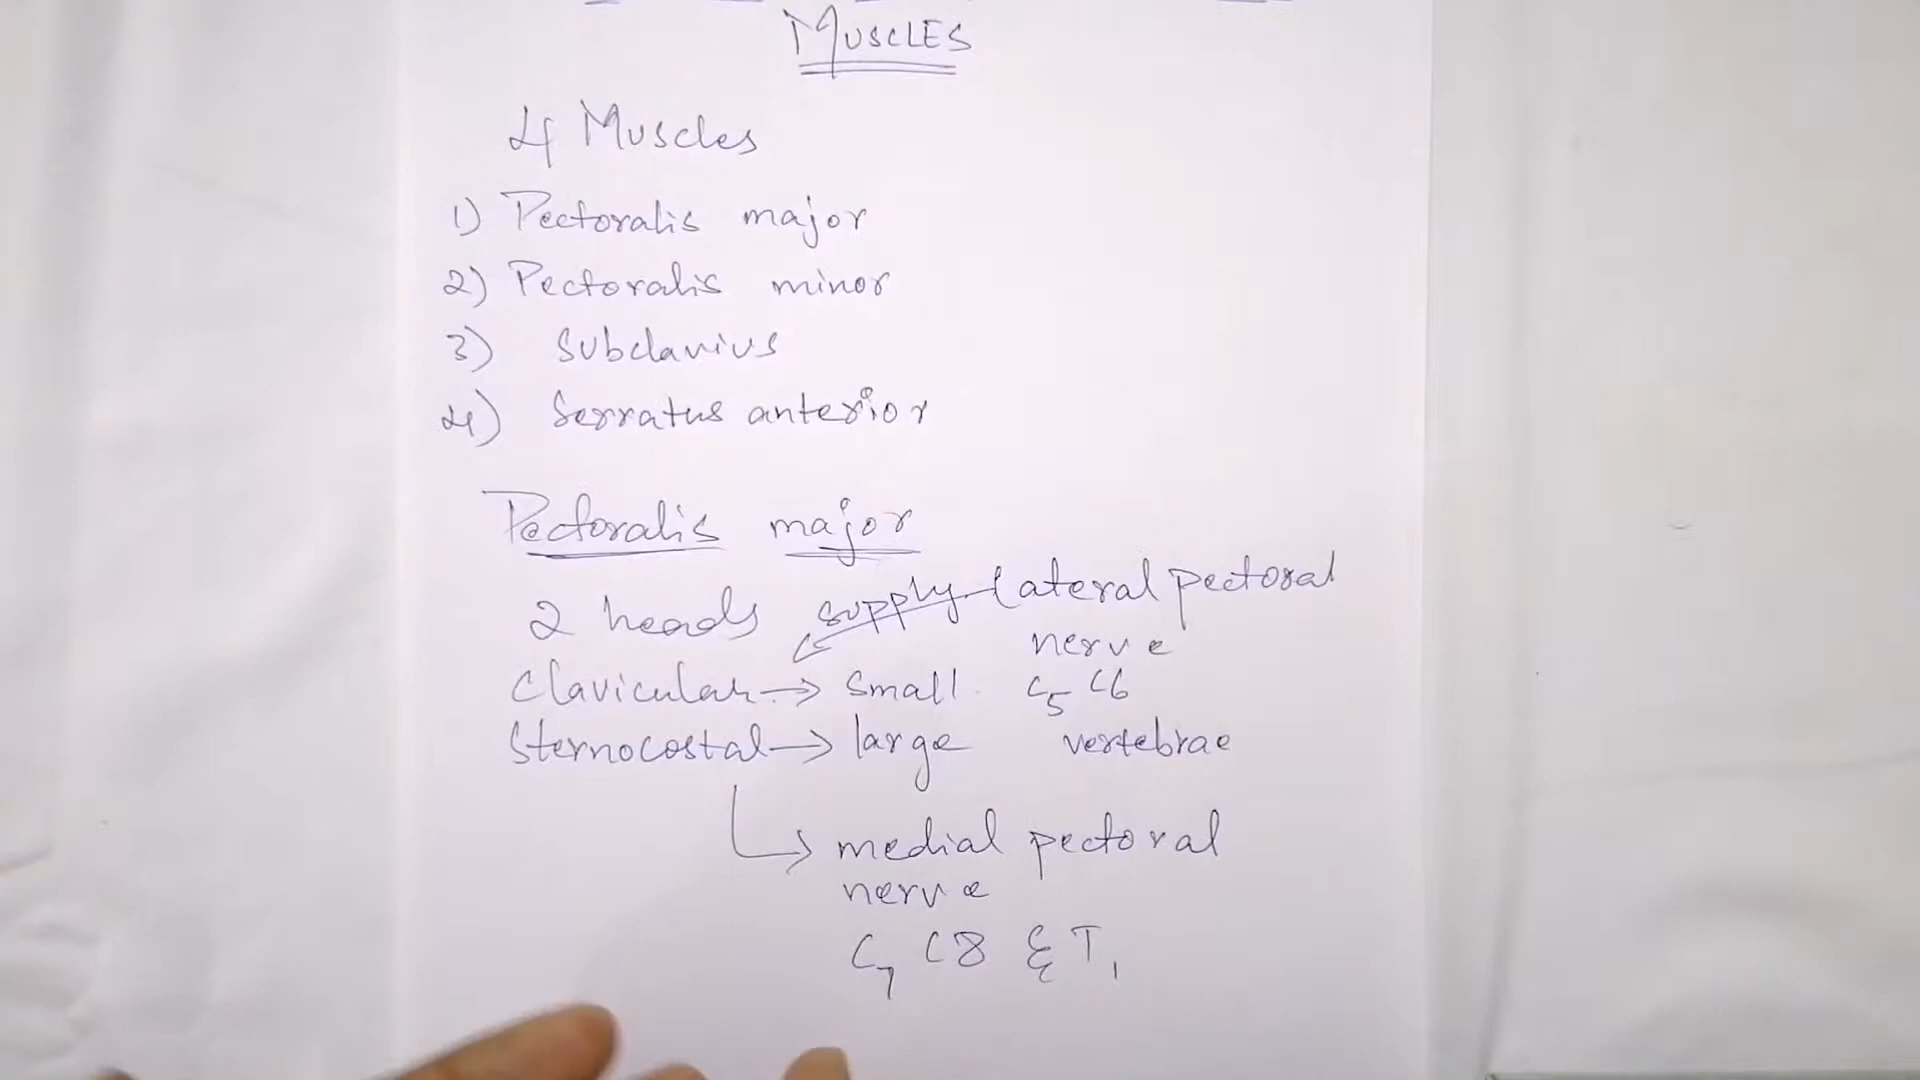 MUSCLES
4 Muscles
1) Pectoralis major
2) Pectoralis minor
3) Subclavius
4) Serratus anterior
Pectoralis major
2 heads supply lateral pectoral
nerve
Clavicular → small C5 C6
Sternocostal → large vertebrae
medial pectoral
nerve
C7 C8 & T1